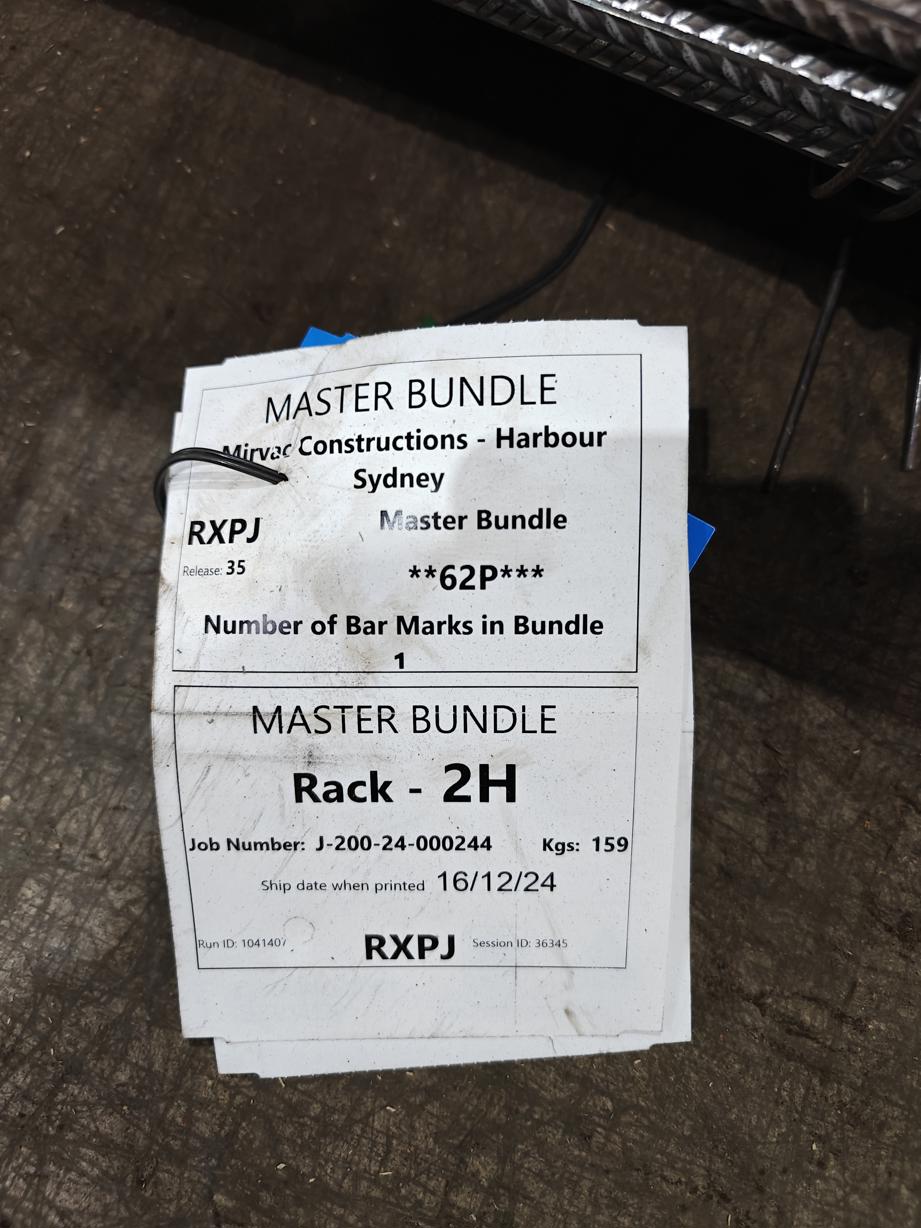 MASTER BUNDLE
Mirvac Constructions - Harbour
Sydney
RXPJ Master Bundle
Release: 35 **62P***
Number of Bar Marks in Bundle
1
MASTER BUNDLE
Rack - 2H
Job Number: J-200-24-000244 Kgs: 159
Ship date when printed 16/12/24
Run ID: 1041407 RXPJ Session ID: 36345